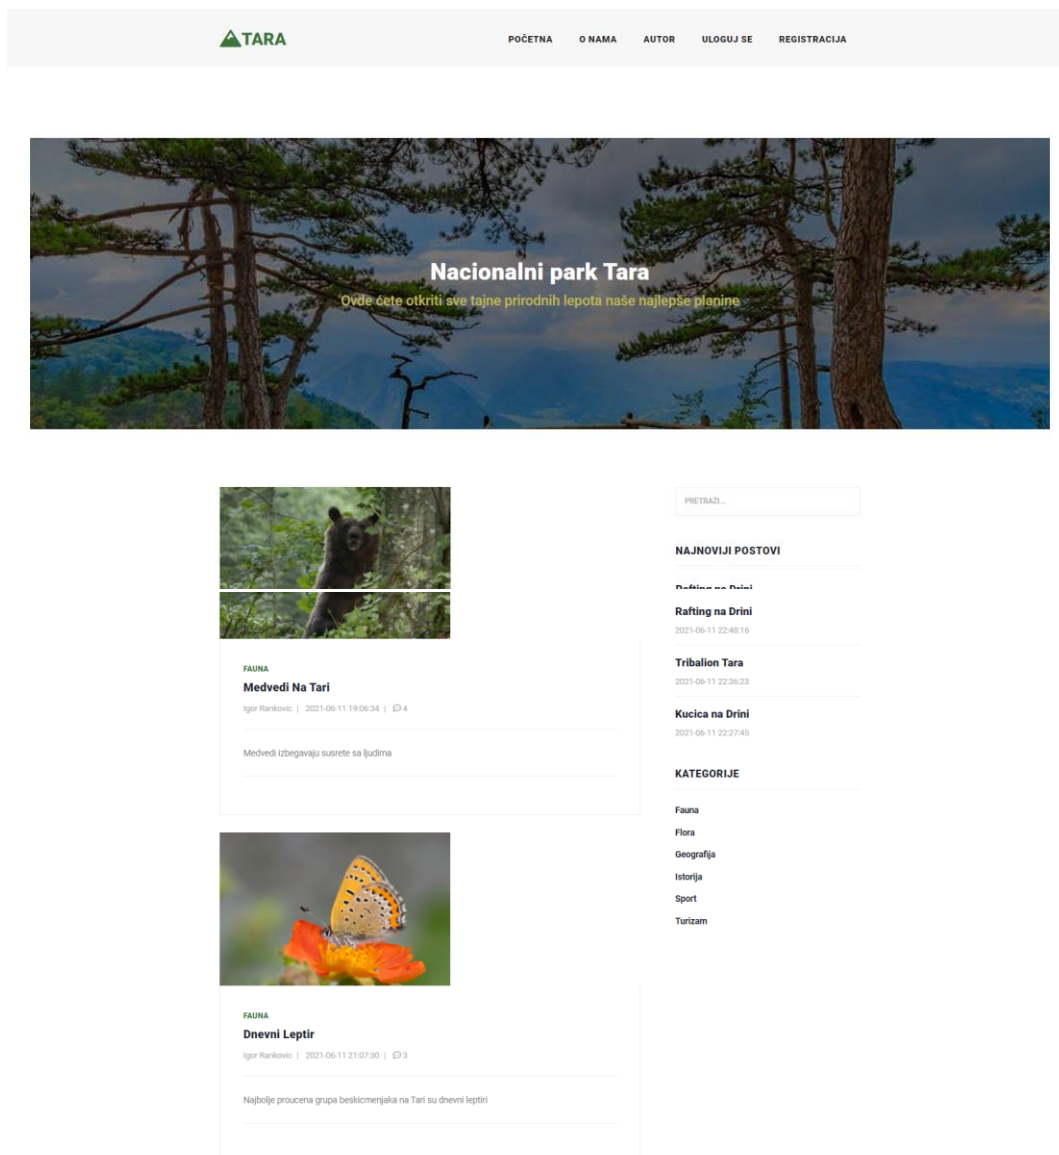 TARA
POČETNA O NAMA AUTOR ULOGUJ SE REGISTRACIJA
Nacionalni park Tara
Ovde ćete otkriti sve tajne prirodnih lepota naše najlepše planine
FAUNA
Medvedi Na Tari
Igor Rankovic | 2021-06-11 19:06:34 | 4
Medvedi izbegavaju susrete sa ljudima
FAUNA
Dnevni Leptir
Igor Rankovic | 2021-06-11 21:07:30 | 3
Najbolje proucena grupa beskicmenjaka na Tari su dnevni leptiri
PRETRAŽI...
NAJNOVIJI POSTOVI
Rafting na Drini
Rafting na Drini
2021-06-11 22:48:16
Tribalion Tara
2021-06-11 22:36:23
Kucica na Drini
2021-06-11 22:27:45
KATEGORIJE
Fauna
Flora
Geografija
Istorija
Sport
Turizam